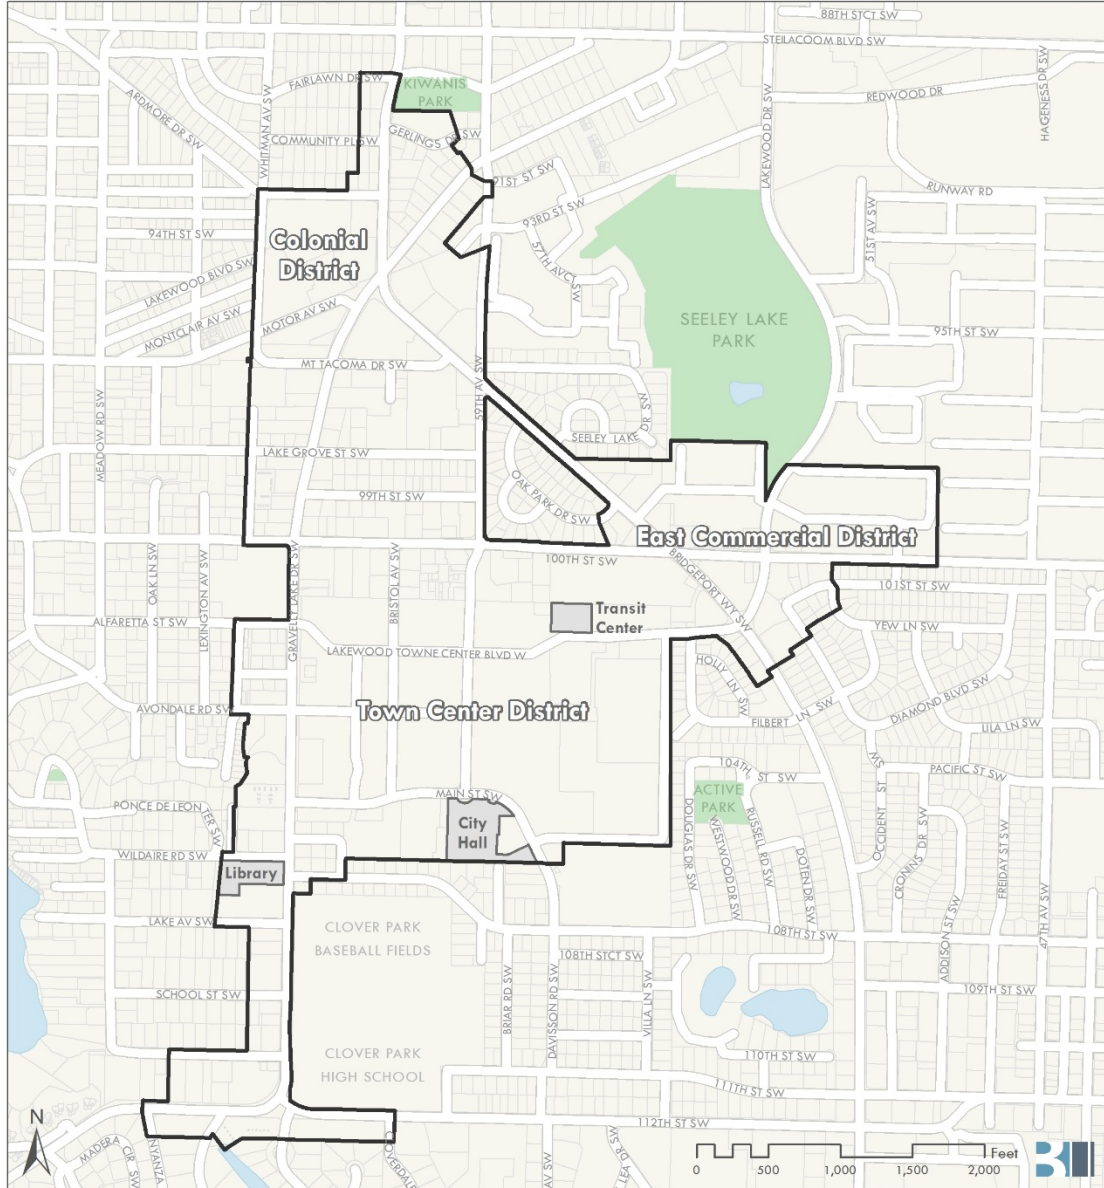 88TH STCT SW
STEILACOOM BLVD SW
FAIRLAWN DR SW
KIWANIS
PARK
REDWOOD DR
HAGENESS DR SW
ARDMORE DR SW
WHITMAN AV SW
LAKEWOOD DR SW
COMMUNITY PL SW
GERLINGS DR SW
91ST ST SW
RUNWAY RD
93RD ST SW
51ST AV SW
94TH ST SW
Colonial
District
57TH AVCT SW
LAKEWOOD BLVD SW
MONTCLAIR AV SW
MOTOR AV SW
SEELEY LAKE
PARK
95TH ST SW
MT TACOMA DR SW
59TH AV SW
MEADOW RD SW
SEELEY LAKE DR SW
LAKE GROVE ST SW
OAK PARK DR SW
99TH ST SW
East Commercial District
100TH ST SW
BRIDGEPORT WY SW
OAK LN SW
LEXINGTON AV SW
GRAVELLY LAKE DR SW
BRISTOL AV SW
101ST ST SW
Transit
Center
ALFARETTA ST SW
YEW LN SW
LAKEWOOD TOWNE CENTER BLVD W
HOLLY LN SW
DIAMOND BLVD SW
AVONDALE RD SW
Town Center District
FILBERT LN SW
LILA LN SW
104TH ST SW
PACIFIC ST SW
ACTIVE
PARK
MAIN ST SW
PONCE DE LEON TER SW
City
Hall
DOUGLAS DR SW
WESTWOOD DR SW
RUSSELL RD SW
DOTEN DR SW
OCCIDENT ST SW
CRONINS DR SW
FREIDAY ST SW
WILDAIRE RD SW
Library
LAKE AV SW
CLOVER PARK
BASEBALL FIELDS
108TH ST SW
ADDISON ST SW
47TH AV SW
108TH STCT SW
BRIAR RD SW
DAVISSON RD SW
VILLA LN SW
SCHOOL ST SW
109TH ST SW
CLOVER PARK
HIGH SCHOOL
110TH ST SW
111TH ST SW
112TH ST SW
N
MADERA
CIR SW
NYANZA
LEA DR SW
Feet
0 500 1,000 1,500 2,000